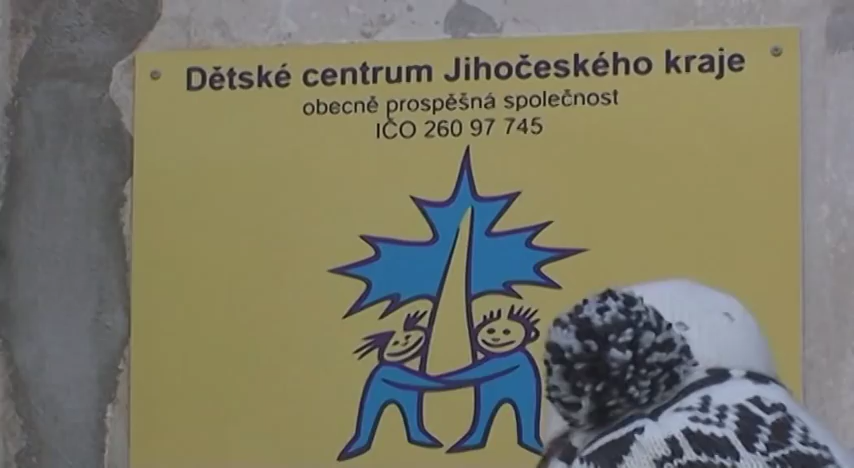 Dětské centrum Jihočeského kraje
obecně prospěšná společnost
IČO 260 97 745